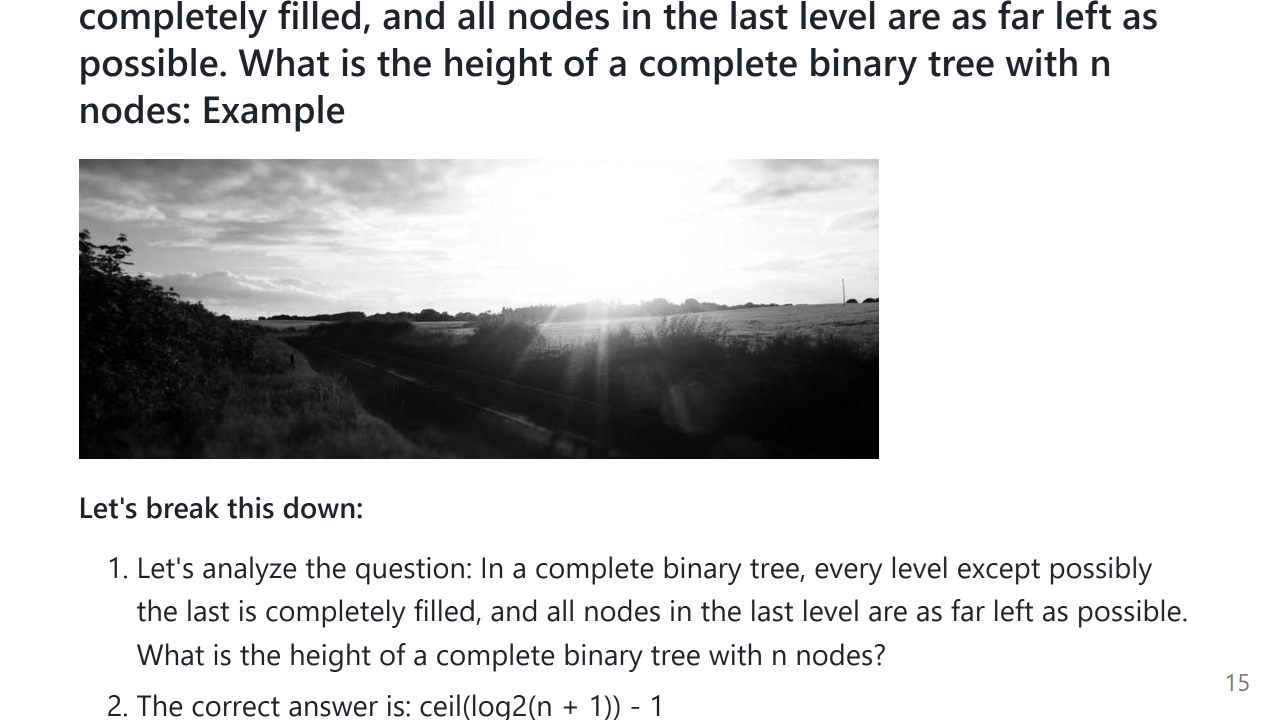 completely filled, and all nodes in the last level are as far left as
possible. What is the height of a complete binary tree with n
nodes: Example
Let's break this down:
1. Let's analyze the question: In a complete binary tree, every level except possibly
the last is completely filled, and all nodes in the last level are as far left as possible.
What is the height of a complete binary tree with n nodes?
2. The correct answer is: ceil(log2(n + 1)) - 1
15